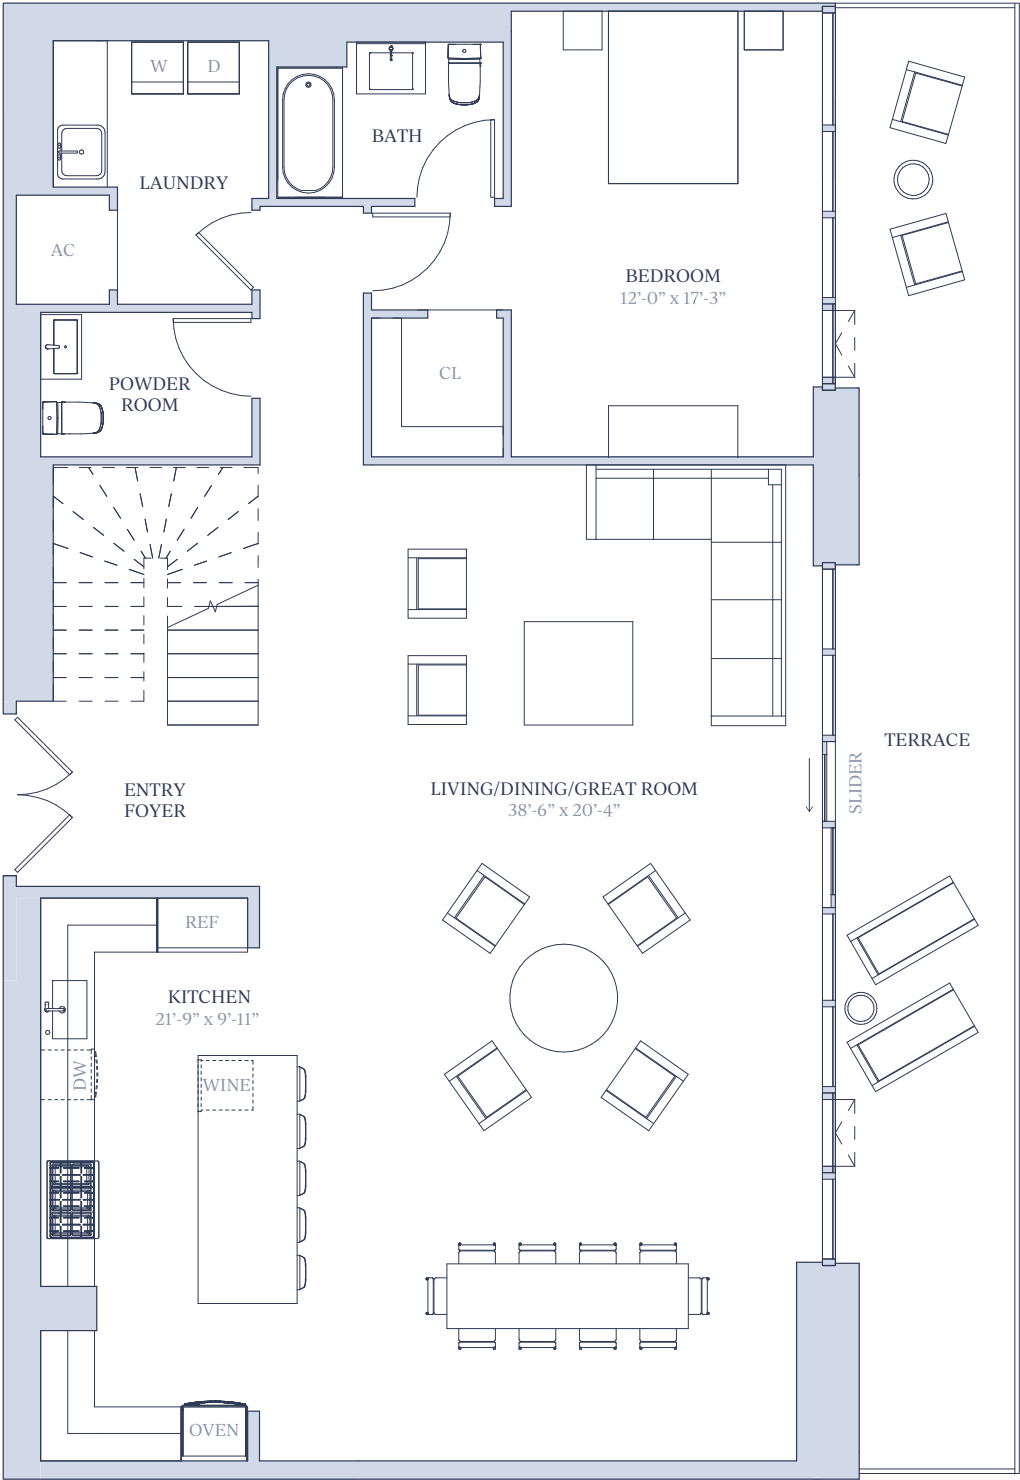 W
D
BATH
LAUNDRY
AC
BEDROOM
12’-0” x 17’-3”
CL
POWDER
ROOM
TERRACE
SLIDER
ENTRY
FOYER
LIVING/DINING/GREAT ROOM
38’-6” x 20’-4”
REF
KITCHEN
21’-9” x 9’-11”
DW
WINE
OVEN